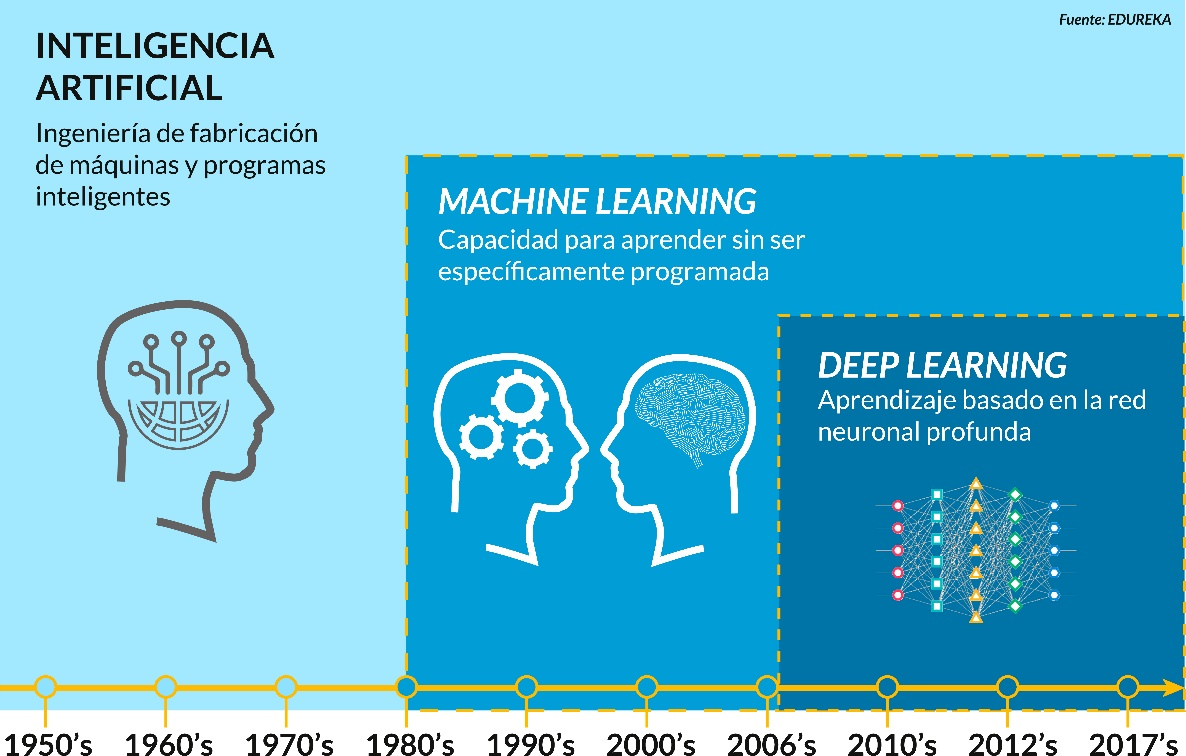 Fuente: EDUREKA
INTELIGENCIA
ARTIFICIAL
Ingeniería de fabricación
de máquinas y programas
inteligentes
MACHINE LEARNING
Capacidad para aprender sin ser
específicamente programada
DEEP LEARNING
Aprendizaje basado en la red
neuronal profunda
1950’s 1960’s 1970’s 1980’s 1990’s 2000’s 2006’s 2010’s 2012’s 2017’s